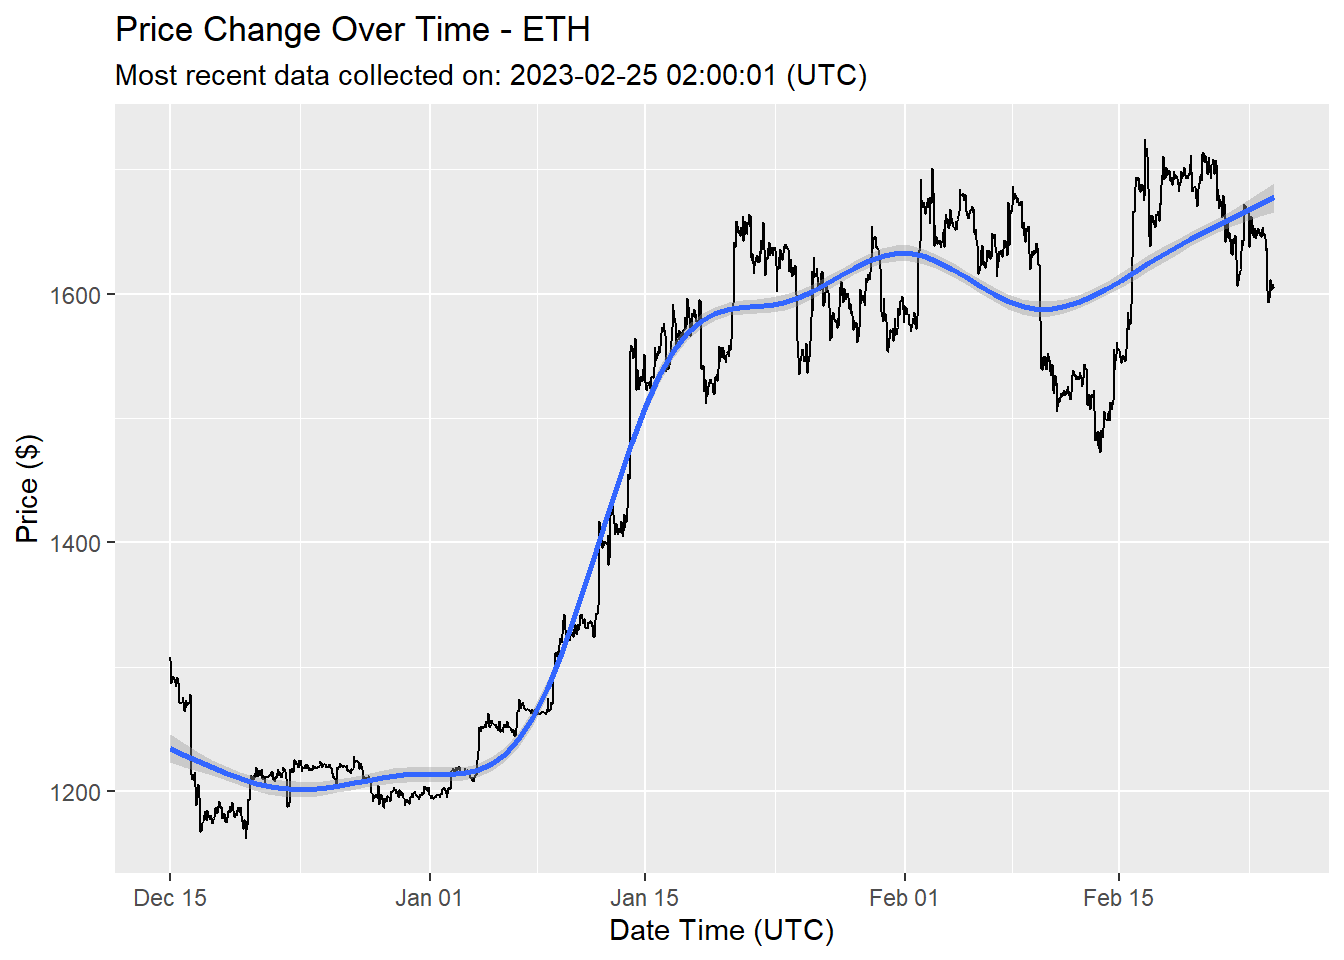 Price Change Over Time - ETH
Most recent data collected on: 2023-02-25 02:00:01 (UTC)
Price ($)
1600
1400
1200
Dec 15
Jan 01
Jan 15
Feb 01
Feb 15
Date Time (UTC)